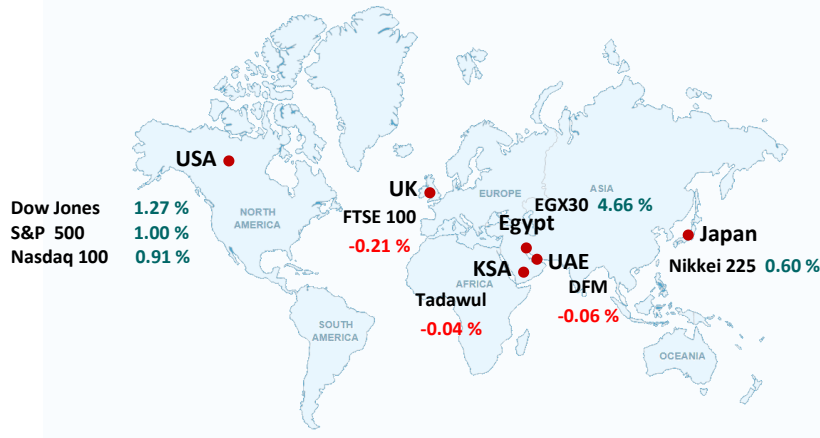 USA
Dow Jones 1.27 %
S&P 500 1.00 %
Nasdaq 100 0.91 %
NORTH
AMERICA
SOUTH
AMERICA
UK
FTSE 100
-0.21 %
EUROPE
ASIA
EGX30 4.66 %
Egypt
KSA
UAE
AFRICA
Tadawul
-0.04 %
DFM
-0.06 %
Japan
Nikkei 225 0.60 %
OCEANIA